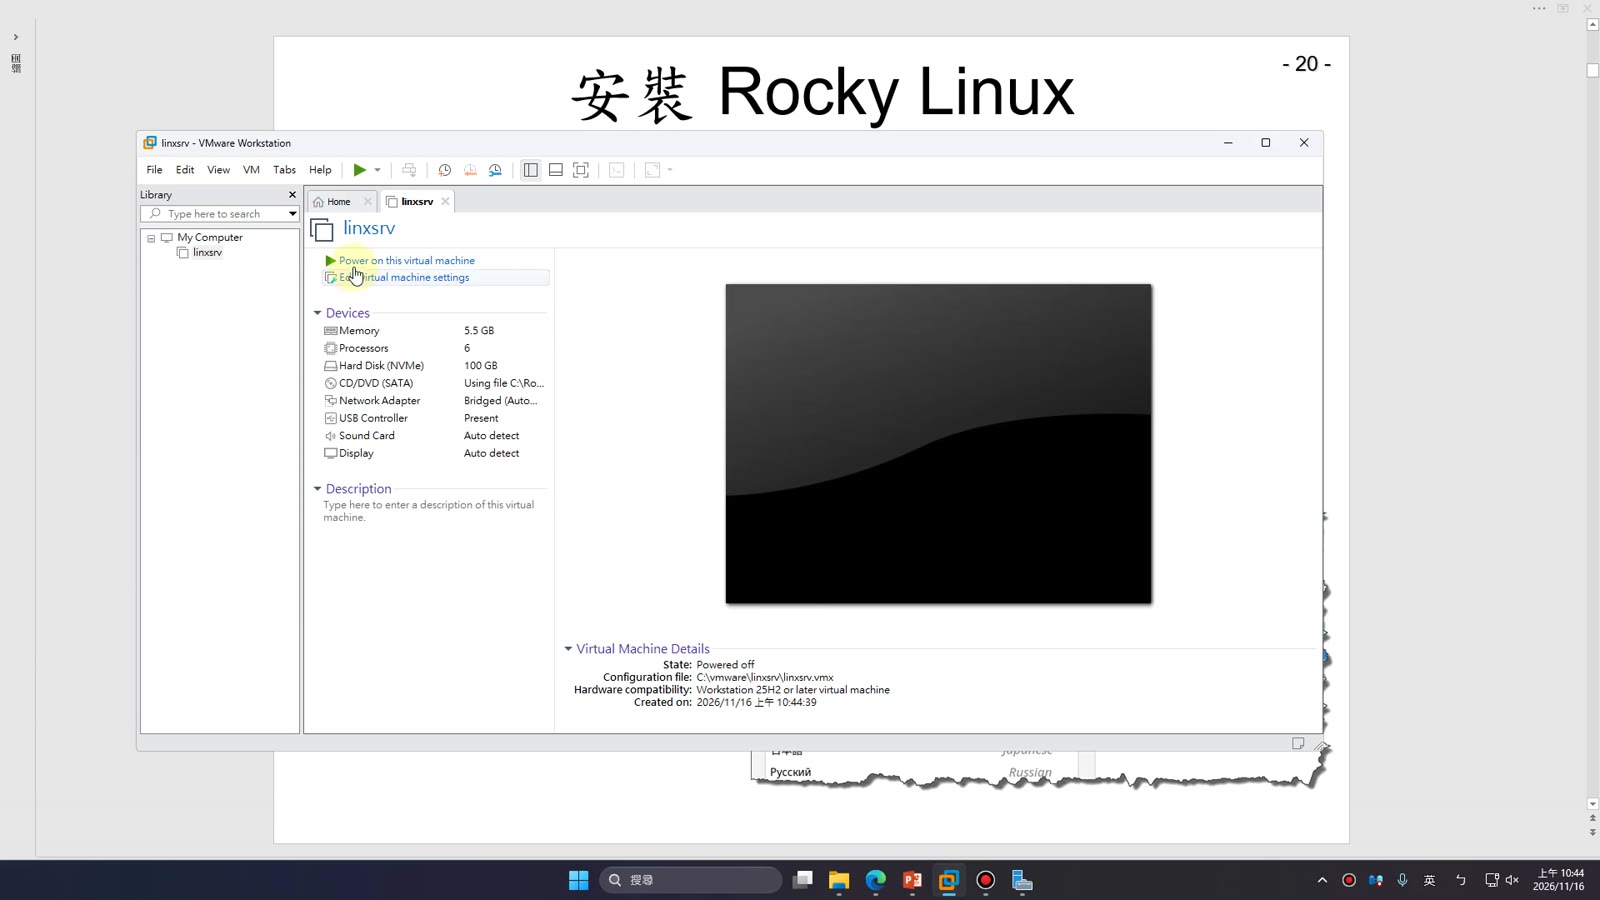 - 20 -
安裝 Rocky Linux
linxsrv - VMware Workstation
File Edit View VM Tabs Help
Library
Type here to search
My Computer
linxsrv
Home
linxsrv
linxsrv
Power on this virtual machine
Edit virtual machine settings
Devices
Memory 5.5 GB
Processors 6
Hard Disk (NVMe) 100 GB
CD/DVD (SATA) Using file C:\Ro...
Network Adapter Bridged (Auto...
USB Controller Present
Sound Card Auto detect
Display Auto detect
Description
Type here to enter a description of this virtual
machine.
Virtual Machine Details
State: Powered off
Configuration file: C:\vmware\linxsrv\linxsrv.vmx
Hardware compatibility: Workstation 25H2 or later virtual machine
Created on: 2026/11/16 上午 10:44:39
日本語 Japanese
Русский Russian
搜尋
英
ㄅ
上午 10:44
2026/11/16